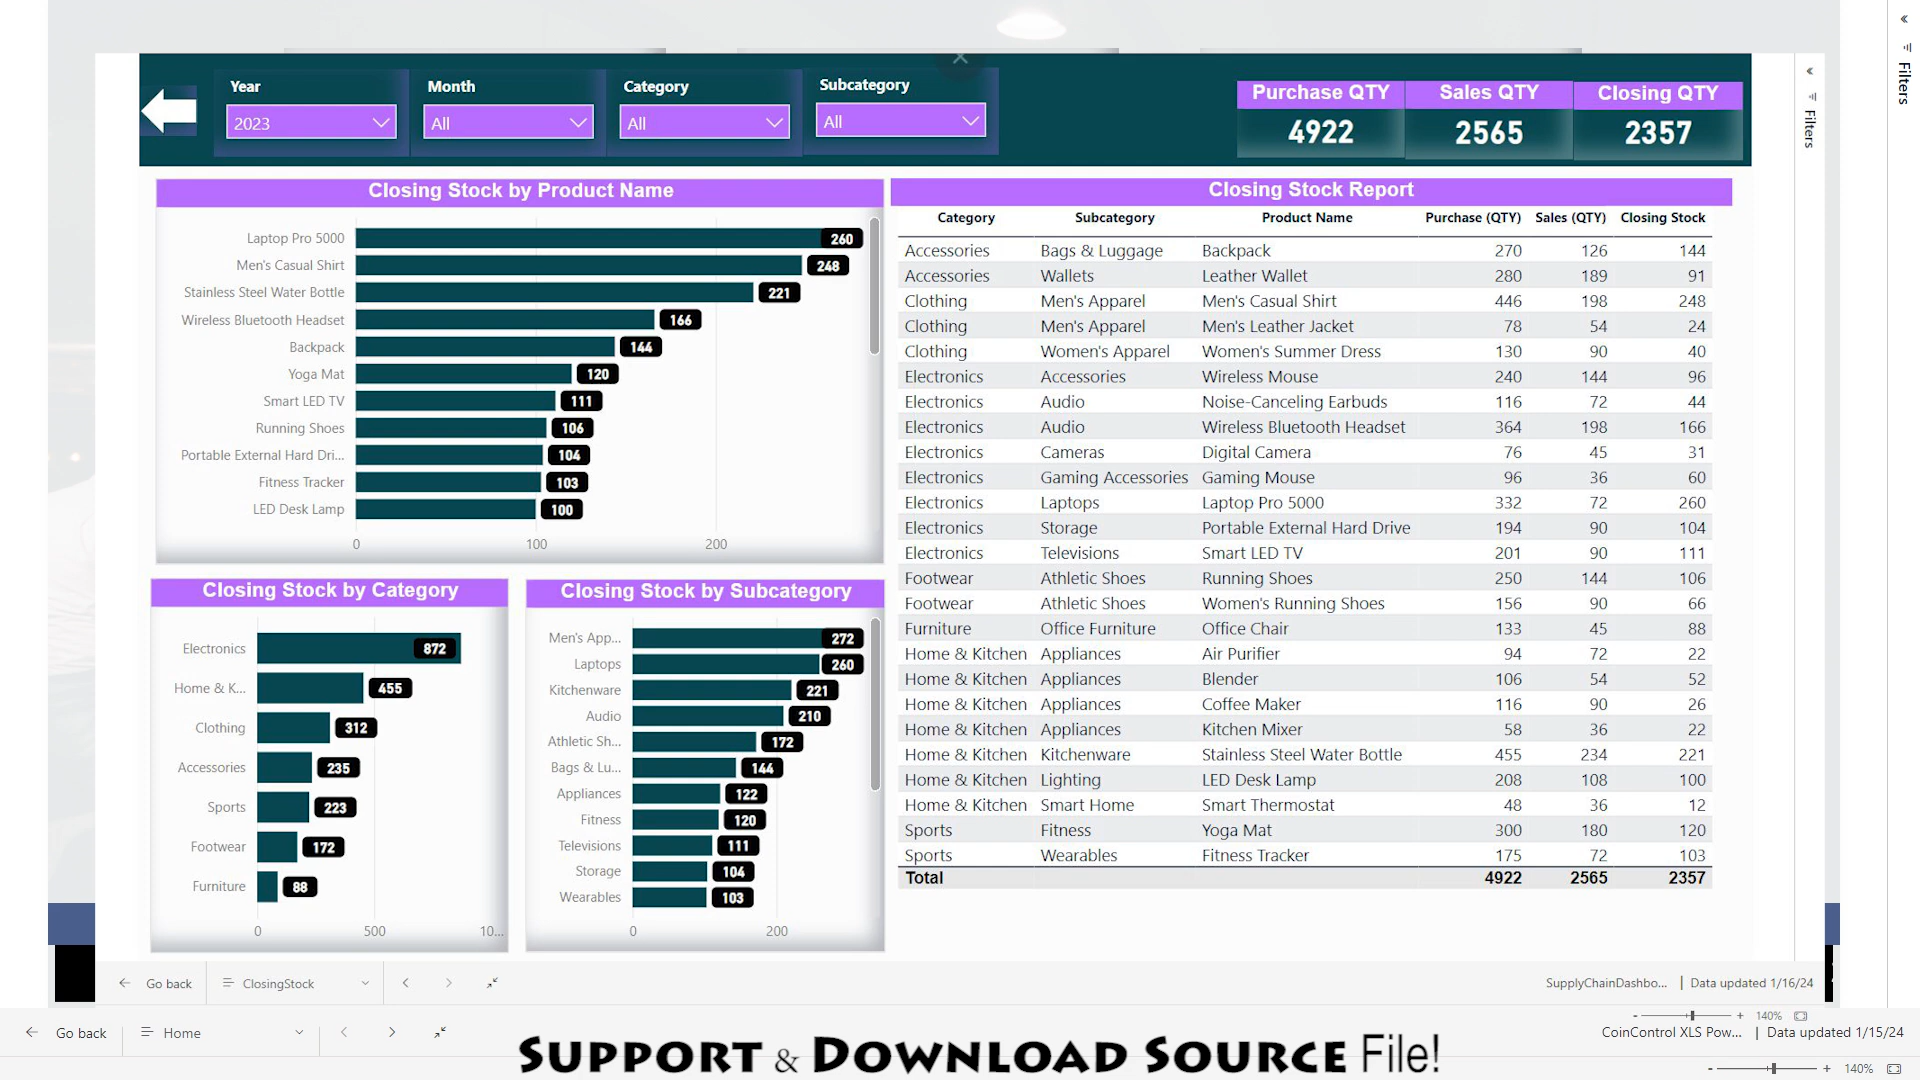 Year
Month
Category
Subcategory
2023
All
All
All
Purchase QTY
4922
Sales QTY
2565
Closing QTY
2357
Filters
Filters
Closing Stock by Product Name
Laptop Pro 5000 260
Men's Casual Shirt 248
Stainless Steel Water Bottle 221
Wireless Bluetooth Headset 166
Backpack 144
Yoga Mat 120
Smart LED TV 111
Running Shoes 106
Portable External Hard Dri... 104
Fitness Tracker 103
LED Desk Lamp 100
0 100 200
Closing Stock by Category
Electronics 872
Home & K... 455
Clothing 312
Accessories 235
Sports 223
Footwear 172
Furniture 88
0 500 10...
Closing Stock by Subcategory
Men's App... 272
Laptops 260
Kitchenware 221
Audio 210
Athletic Sh... 172
Bags & Lu... 144
Appliances 122
Fitness 120
Televisions 111
Storage 104
Wearables 103
0 200
Closing Stock Report
Category Subcategory Product Name Purchase (QTY) Sales (QTY) Closing Stock
Accessories Bags & Luggage Backpack 270 126 144
Accessories Wallets Leather Wallet 280 189 91
Clothing Men's Apparel Men's Casual Shirt 446 198 248
Clothing Men's Apparel Men's Leather Jacket 78 54 24
Clothing Women's Apparel Women's Summer Dress 130 90 40
Electronics Accessories Wireless Mouse 240 144 96
Electronics Audio Noise-Canceling Earbuds 116 72 44
Electronics Audio Wireless Bluetooth Headset 364 198 166
Electronics Cameras Digital Camera 76 45 31
Electronics Gaming Accessories Gaming Mouse 96 36 60
Electronics Laptops Laptop Pro 5000 332 72 260
Electronics Storage Portable External Hard Drive 194 90 104
Electronics Televisions Smart LED TV 201 90 111
Footwear Athletic Shoes Running Shoes 250 144 106
Footwear Athletic Shoes Women's Running Shoes 156 90 66
Furniture Office Furniture Office Chair 133 45 88
Home & Kitchen Appliances Air Purifier 94 72 22
Home & Kitchen Appliances Blender 106 54 52
Home & Kitchen Appliances Coffee Maker 116 90 26
Home & Kitchen Appliances Kitchen Mixer 58 36 22
Home & Kitchen Kitchenware Stainless Steel Water Bottle 455 234 221
Home & Kitchen Lighting LED Desk Lamp 208 108 100
Home & Kitchen Smart Home Smart Thermostat 48 36 12
Sports Fitness Yoga Mat 300 180 120
Sports Wearables Fitness Tracker 175 72 103
Total 4922 2565 2357
Go back ClosingStock SupplyChainDashbo... | Data updated 1/16/24
- + 140%
Go back Home CoinControl XLS Pow... | Data updated 1/15/24
Support & Download Source File!
- + 140%